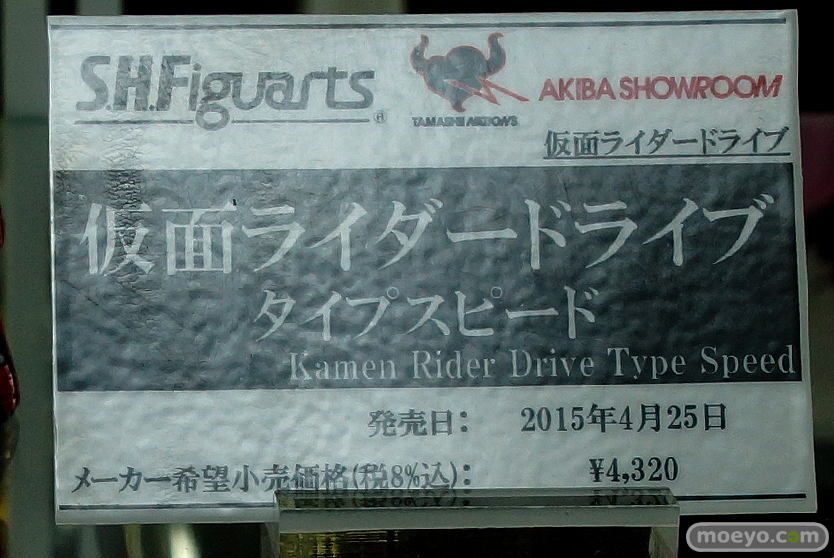 S.H.Figuarts®
TAMASHII NATIONS
AKIBA SHOWROOM
仮面ライダードライブ
仮面ライダードライブ
タイプスピード
Kamen Rider Drive Type Speed
発売日: 2015年4月25日
メーカー希望小売価格(税8%込): ¥4,320
moeyo.com